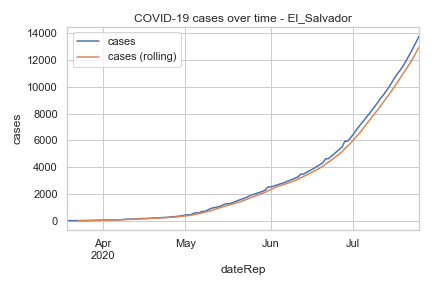 COVID-19 cases over time - El_Salvador
cases
cases (rolling)
14000
12000
10000
8000
6000
4000
2000
0
cases
Apr
2020
May
Jun
Jul
dateRep